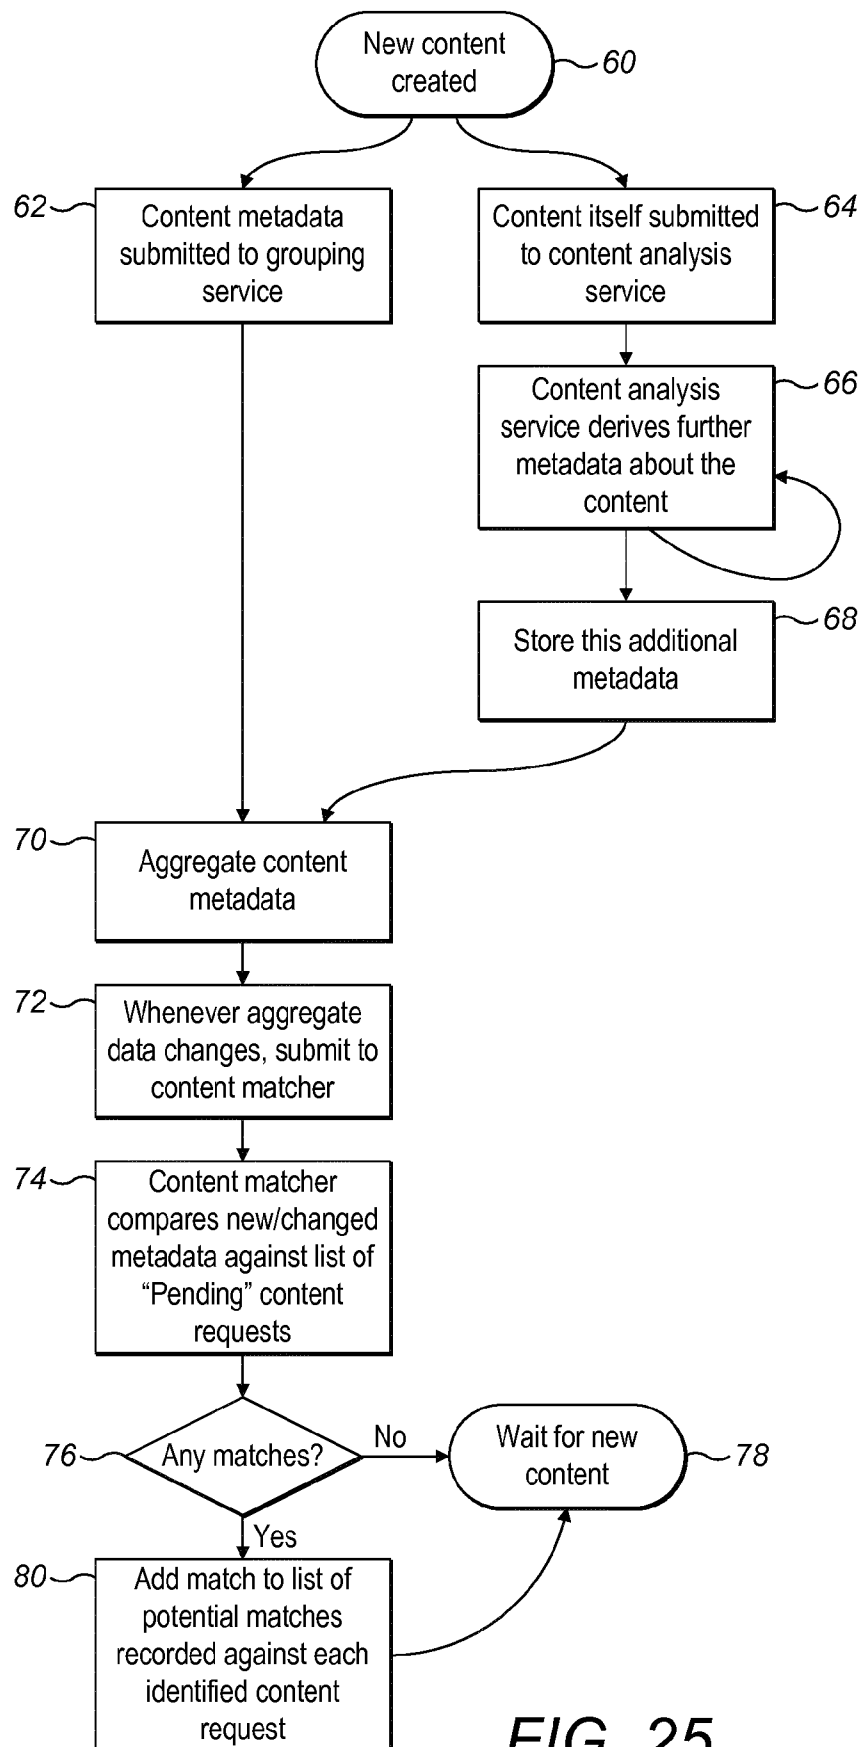 New content
created
60
62
Content metadata
submitted to grouping
service
64
Content itself submitted
to content analysis
service
66
Content analysis
service derives further
metadata about the
content
68
Store this additional
metadata
70
Aggregate content
metadata
72
Whenever aggregate
data changes, submit to
content matcher
74
Content matcher
compares new/changed
metadata against list of
“Pending” content
requests
76
Any matches?
No
Wait for new
content
78
Yes
80
Add match to list of
potential matches
recorded against each
identified content
request
FIG. 25